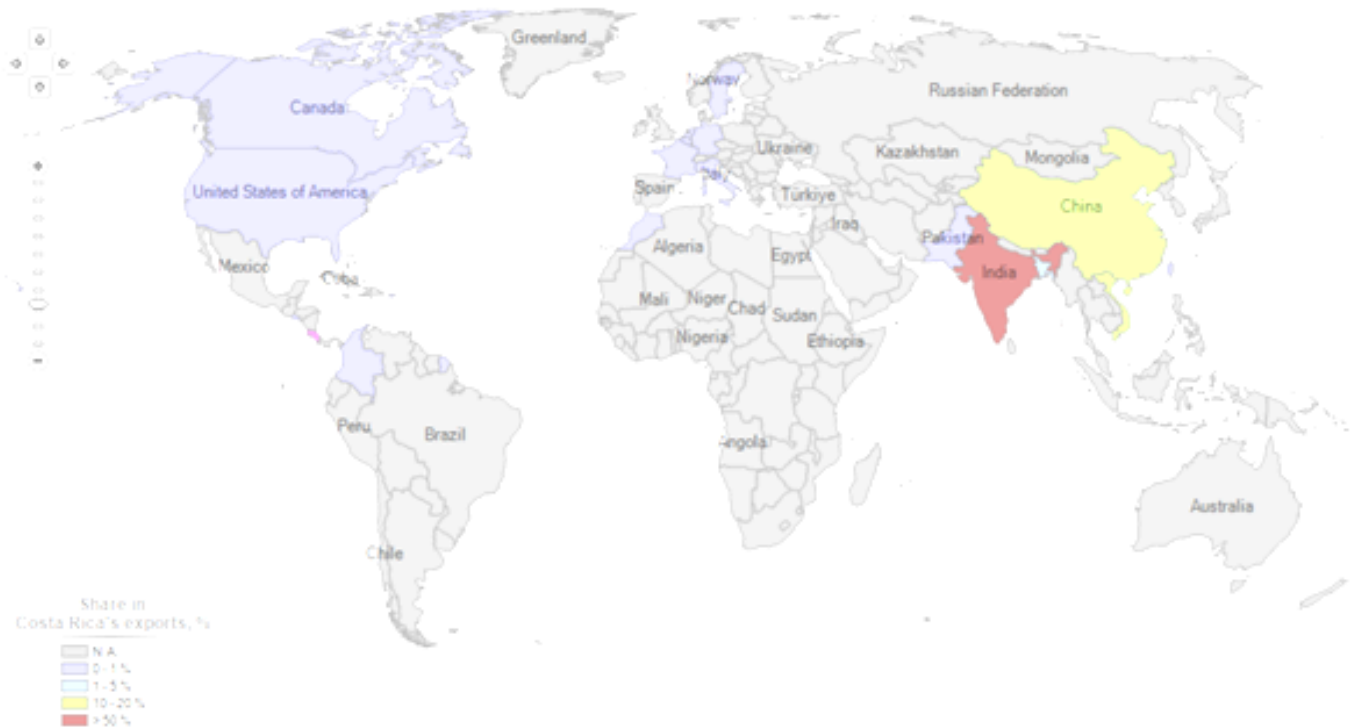 Greenland
Norway
Russian Federation
Canada
Ukraine
Kazakhstan
Mongolia
Italy
United States of America
Spain
Türkiye
China
Iraq
Pakistan
Algeria
Egypt
Mexico
Cuba
India
Mali
Niger
Chad
Sudan
Nigeria
Ethiopia
Peru
Brazil
Angola
Australia
Chile
Share in
Costa Rica's exports, %
N.A.
0 - 1 %
1 - 5 %
10 - 20 %
> 50 %